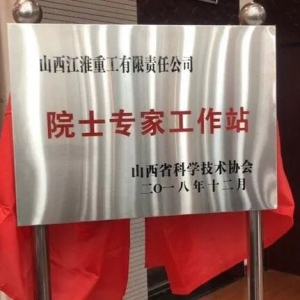 山西江淮重工有限责任公司
院士专家工作站
山西省科学技术协会
二〇一八年十二月